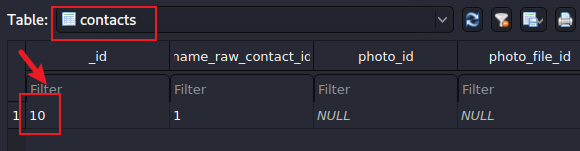 Table: contacts
_id name_raw_contact_id photo_id photo_file_id
Filter Filter Filter Filter
1 10 1 NULL NULL